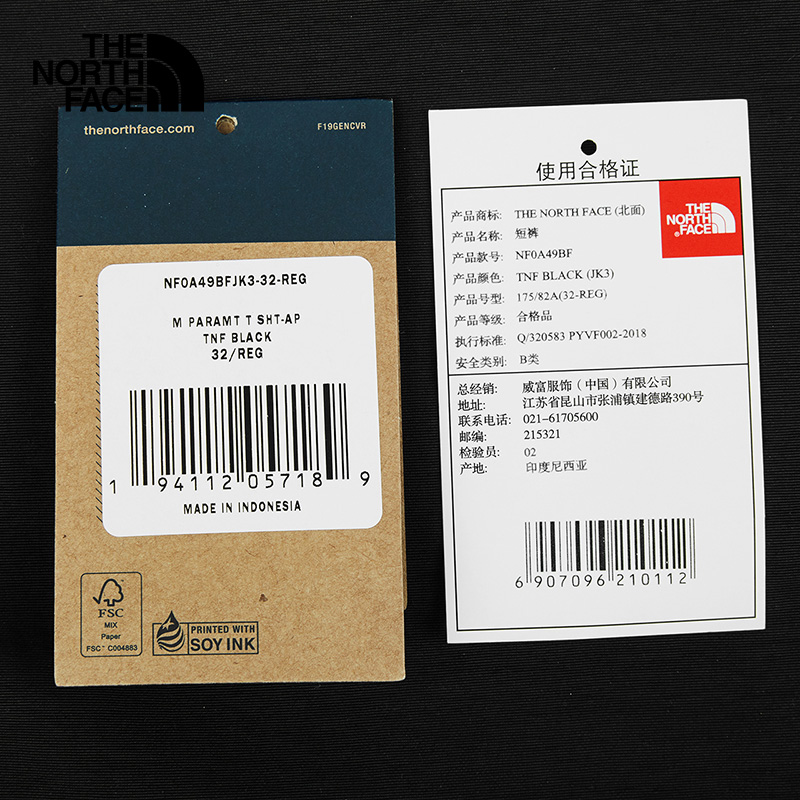 THE
NORTH
FACE
thenorthface.com
F19GENCVR
NF0A49BFJK3-32-REG
M PARAMT T SHT-AP
TNF BLACK
32/REG
1 94112 05718 9
MADE IN INDONESIA
FSC
MIX
Paper
FSC™ C004883
PRINTED WITH
SOY INK
使用合格证
THE
NORTH
FACE®
产品商标: THE NORTH FACE (北面)
产品名称: 短裤
产品款号: NF0A49BF
产品颜色: TNF BLACK (JK3)
产品号型: 175/82A(32-REG)
产品等级: 合格品
执行标准: Q/320583 PYVF002-2018
安全类别: B类
总经销: 威富服饰(中国)有限公司
地址: 江苏省昆山市张浦镇建德路390号
联系电话: 021-61705600
邮编: 215321
检验员: 02
产地: 印度尼西亚
6 907096 210112